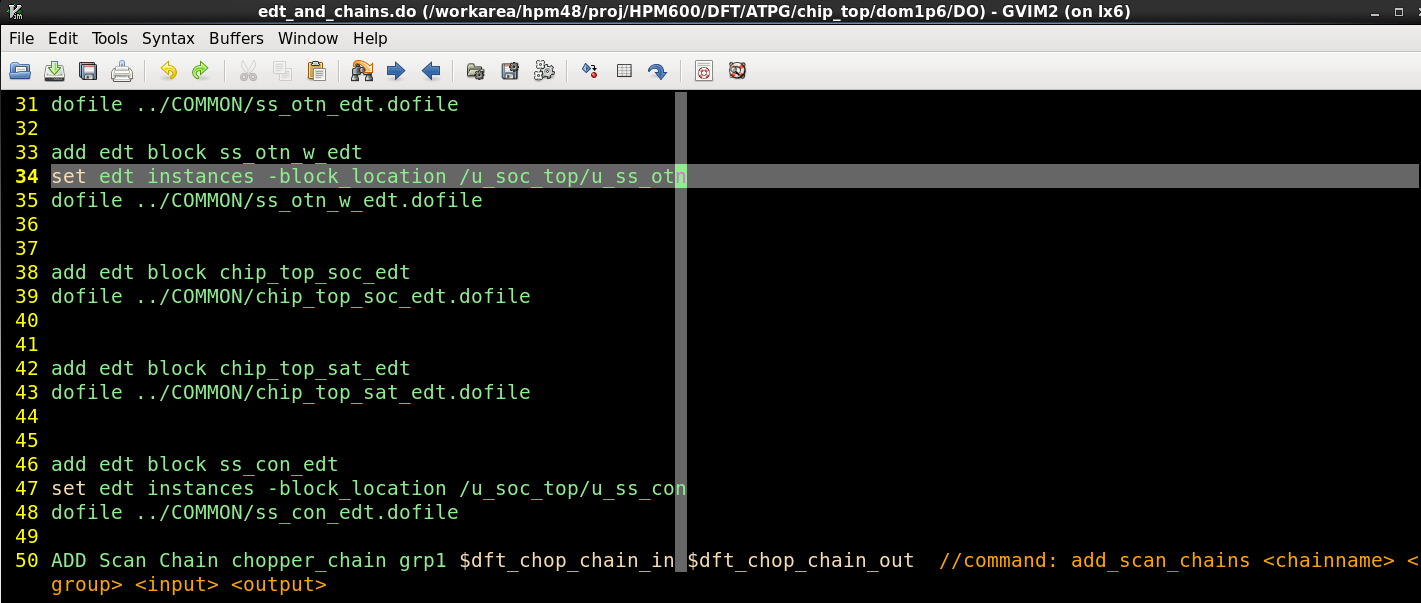 edt_and_chains.do (/workarea/hpm48/proj/HPM600/DFT/ATPG/chip_top/dom1p6/DO) - GVIM2 (on lx6)
File Edit Tools Syntax Buffers Window Help
31 dofile ../COMMON/ss_otn_edt.dofile
32
33 add edt block ss_otn_w_edt
34 set edt instances -block_location /u_soc_top/u_ss_otn
35 dofile ../COMMON/ss_otn_w_edt.dofile
36
37
38 add edt block chip_top_soc_edt
39 dofile ../COMMON/chip_top_soc_edt.dofile
40
41
42 add edt block chip_top_sat_edt
43 dofile ../COMMON/chip_top_sat_edt.dofile
44
45
46 add edt block ss_con_edt
47 set edt instances -block_location /u_soc_top/u_ss_con
48 dofile ../COMMON/ss_con_edt.dofile
49
50 ADD Scan Chain chopper_chain grp1 $dft_chop_chain_in $dft_chop_chain_out  //command: add_scan_chains <chainname> <
group> <input> <output>